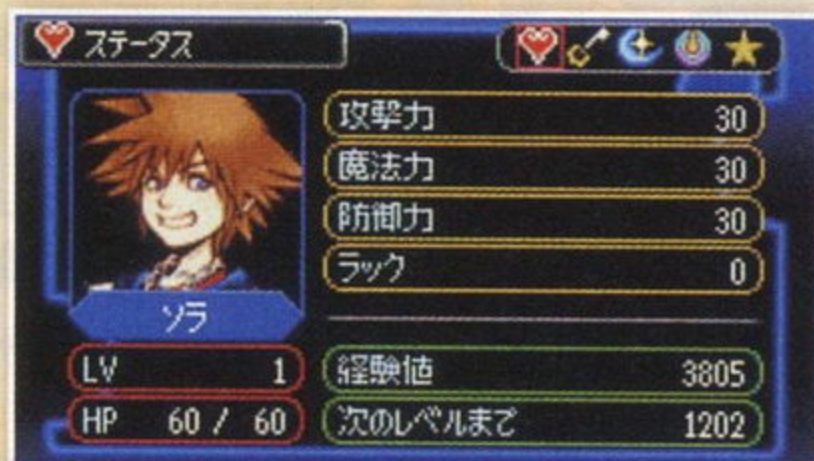 ステータス
攻撃力 30
魔法力 30
防御力 30
ラック 0
ソラ
LV 1
HP 60 / 60
経験値 3805
次のレベルまで 1202